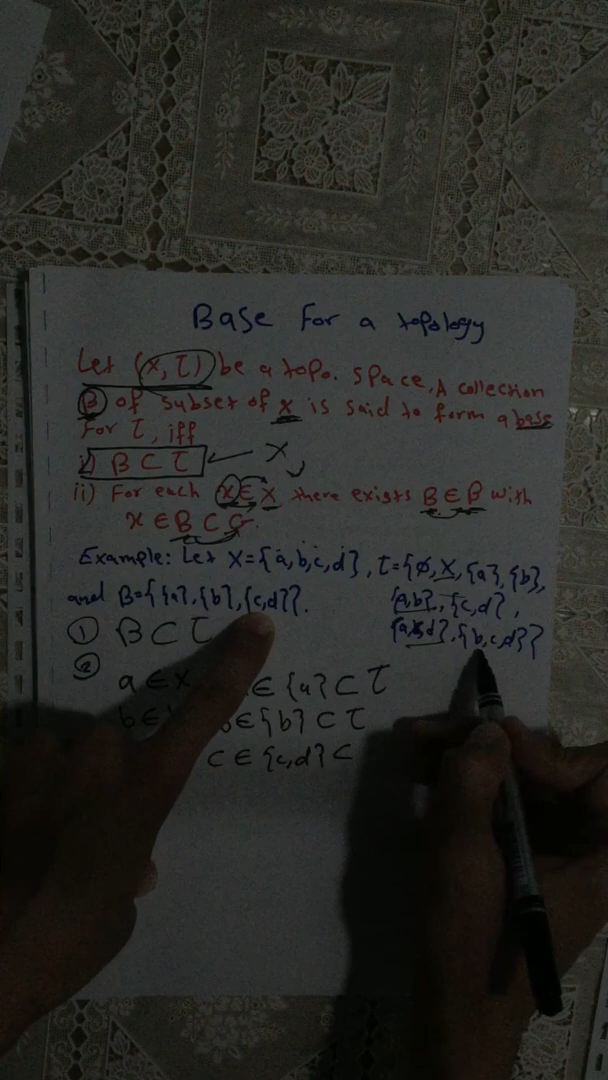 Base for a topology
Let (X, τ) be a topo. space. A collection
B of subset of X is said to form a base
For τ, iff
i) B ⊂ τ X
ii) For each x ∈ X there exists B ∈ B with
x ∈ B ⊂ G.
Example: Let X = {a,b,c,d}, τ = {φ, X, {a}, {b},
and B = {{a},{b},{c,d}}. {a,b}, {c,d},
① B ⊂ τ {a,c,d}, {b,c,d}}
②
a ∈ X ∈ {a} ⊂ τ
b ∈ b ∈ {b} ⊂ τ
c ∈ {c,d} ⊂